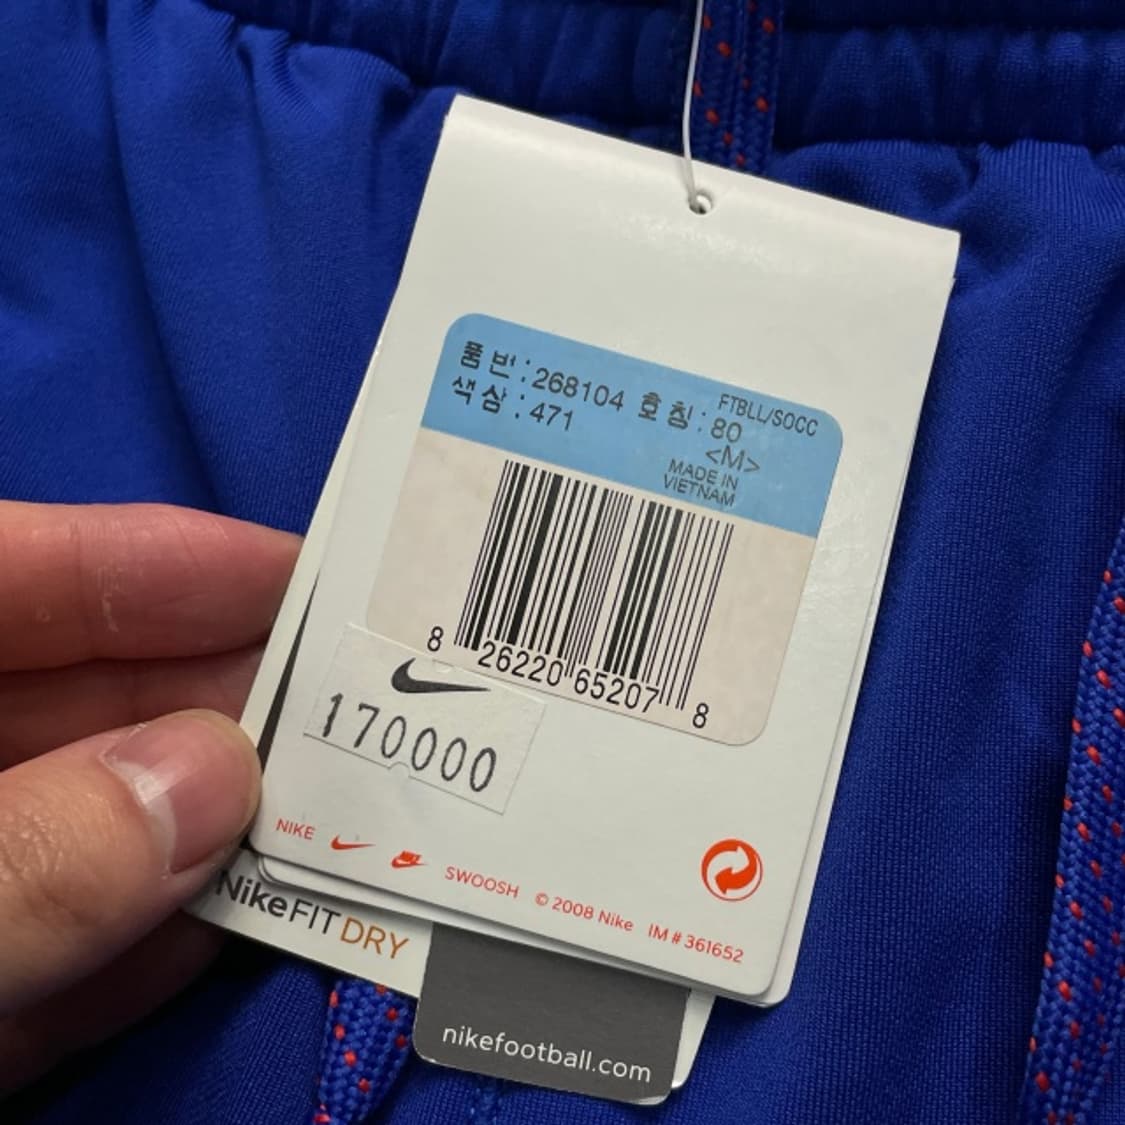 품 번 : 268104 호 칭 : 80
FTBLL/SOCC
색 상 : 471
<M>
MADE IN
VIETNAM
8 26220 65207 8
170000
NIKE SWOOSH © 2008 Nike IM # 361652
NikeFIT DRY
nikefootball.com